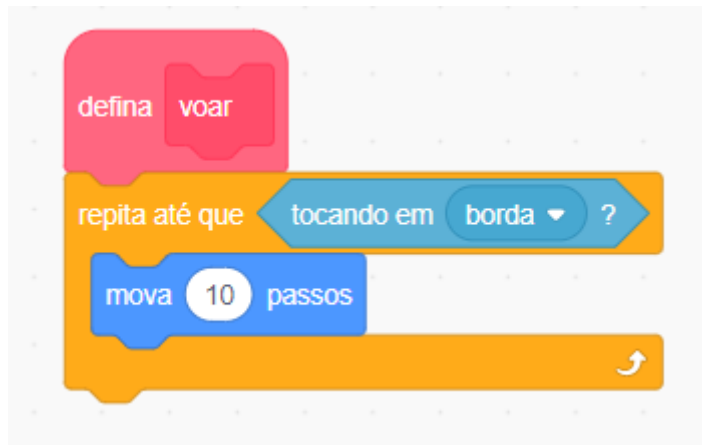 defina voar
repita até que tocando em borda ?
mova 10 passos